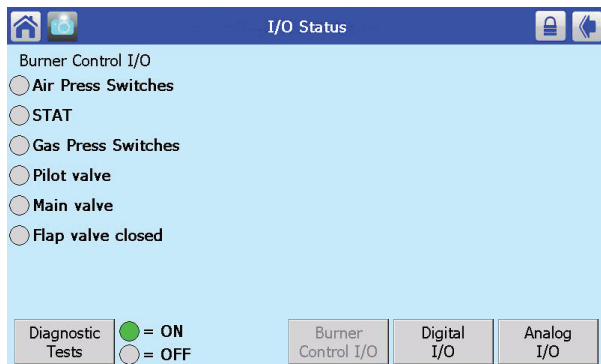 I/O Status
Burner Control I/O
Air Press Switches
STAT
Gas Press Switches
Pilot valve
Main valve
Flap valve closed
Diagnostic
Tests
= ON
= OFF
Burner
Control I/O
Digital
I/O
Analog
I/O